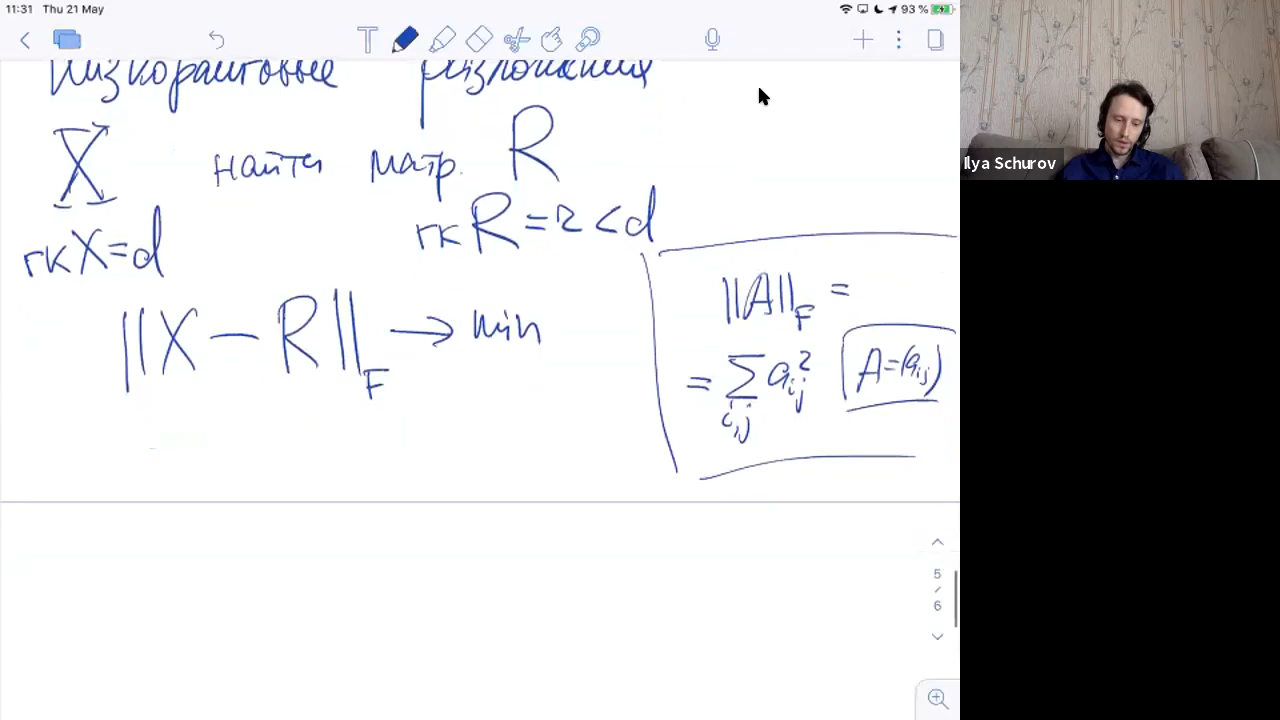 11:31 Thu 21 May
93 %
T
Низкоранговые разложения
X найти матр. R
rk X = d
rk R = r < d
||X − R||_F → min
||A||_F =
= Σ_{i,j} a_{ij}^2 A = (a_{ij})
5
/
6
Ilya Schurov